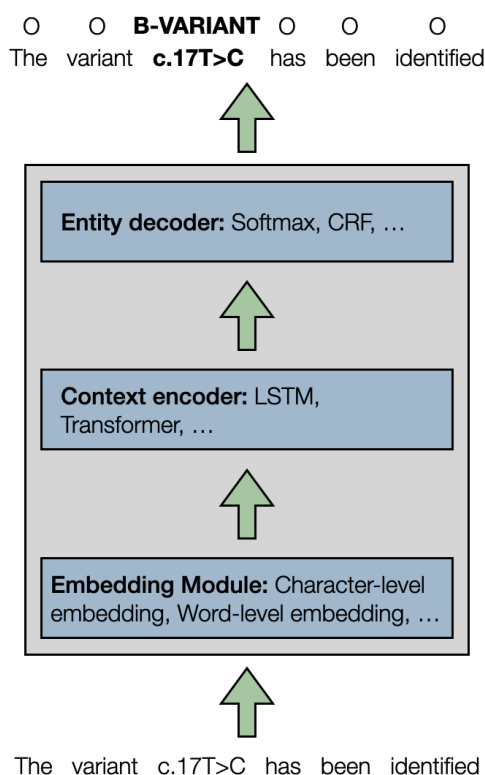 O O B-VARIANT O O O
The variant c.17T>C has been identified
Entity decoder: Softmax, CRF, …
Context encoder: LSTM,
Transformer, …
Embedding Module: Character-level
embedding, Word-level embedding, …
The variant c.17T>C has been identified